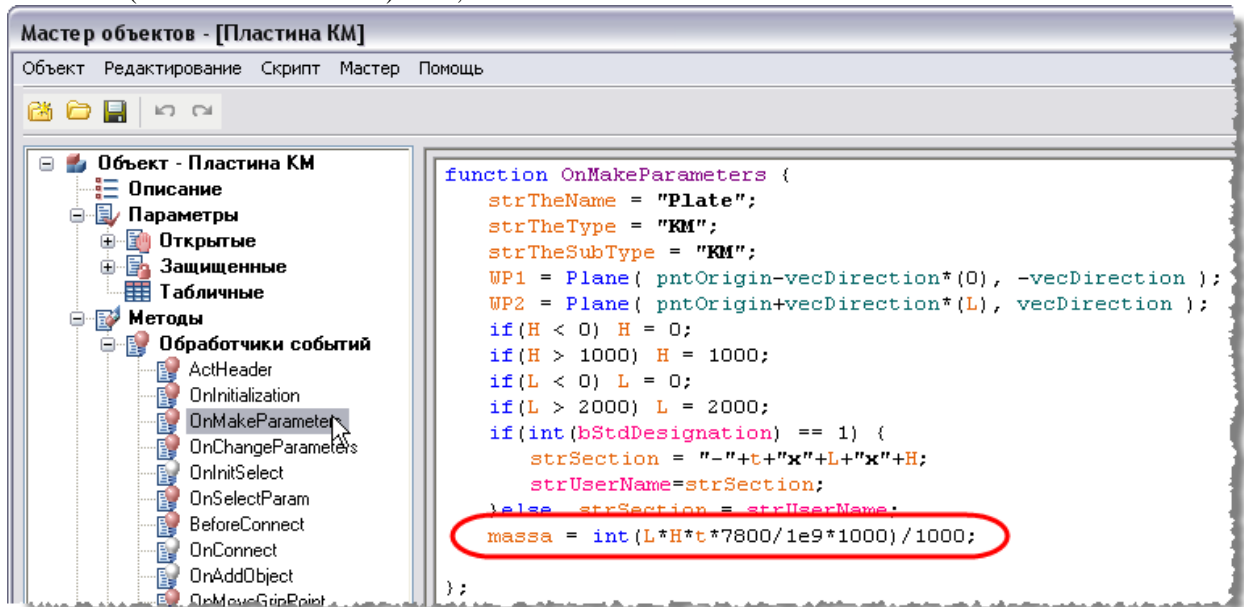 Мастер объектов - [Пластина КМ]
Объект Редактирование Скрипт Мастер Помощь
Объект - Пластина КМ
Описание
Параметры
Открытые
Защищенные
Табличные
Методы
Обработчики событий
ActHeader
OnInitialization
OnMakeParameters
OnChangeParameters
OnInitSelect
OnSelectParam
BeforeConnect
OnConnect
OnAddObject
OnMoveGripPoint
function OnMakeParameters {
strTheName = "Plate";
strTheType = "КМ";
strTheSubType = "КМ";
WP1 = Plane( pntOrigin-vecDirection*(0), -vecDirection );
WP2 = Plane( pntOrigin+vecDirection*(L), vecDirection );
if(H < 0) H = 0;
if(H > 1000) H = 1000;
if(L < 0) L = 0;
if(L > 2000) L = 2000;
if(int(bStdDesignation) == 1) {
strSection = "-"+t+"x"+L+"x"+H;
strUserName=strSection;
}else strSection = strUserName;
massa = int(L*H*t*7800/1e9*1000)/1000;
};